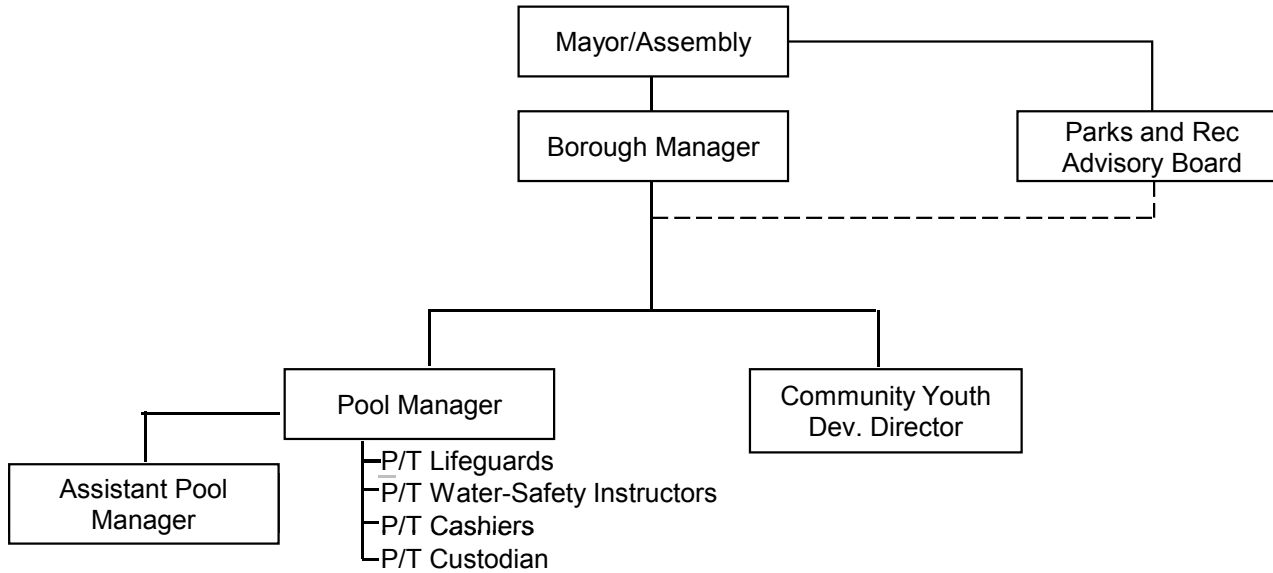 Mayor/Assembly
Borough Manager
Parks and Rec
Advisory Board
Pool Manager
Community Youth
Dev. Director
Assistant Pool
Manager
P/T Lifeguards
P/T Water-Safety Instructors
P/T Cashiers
P/T Custodian